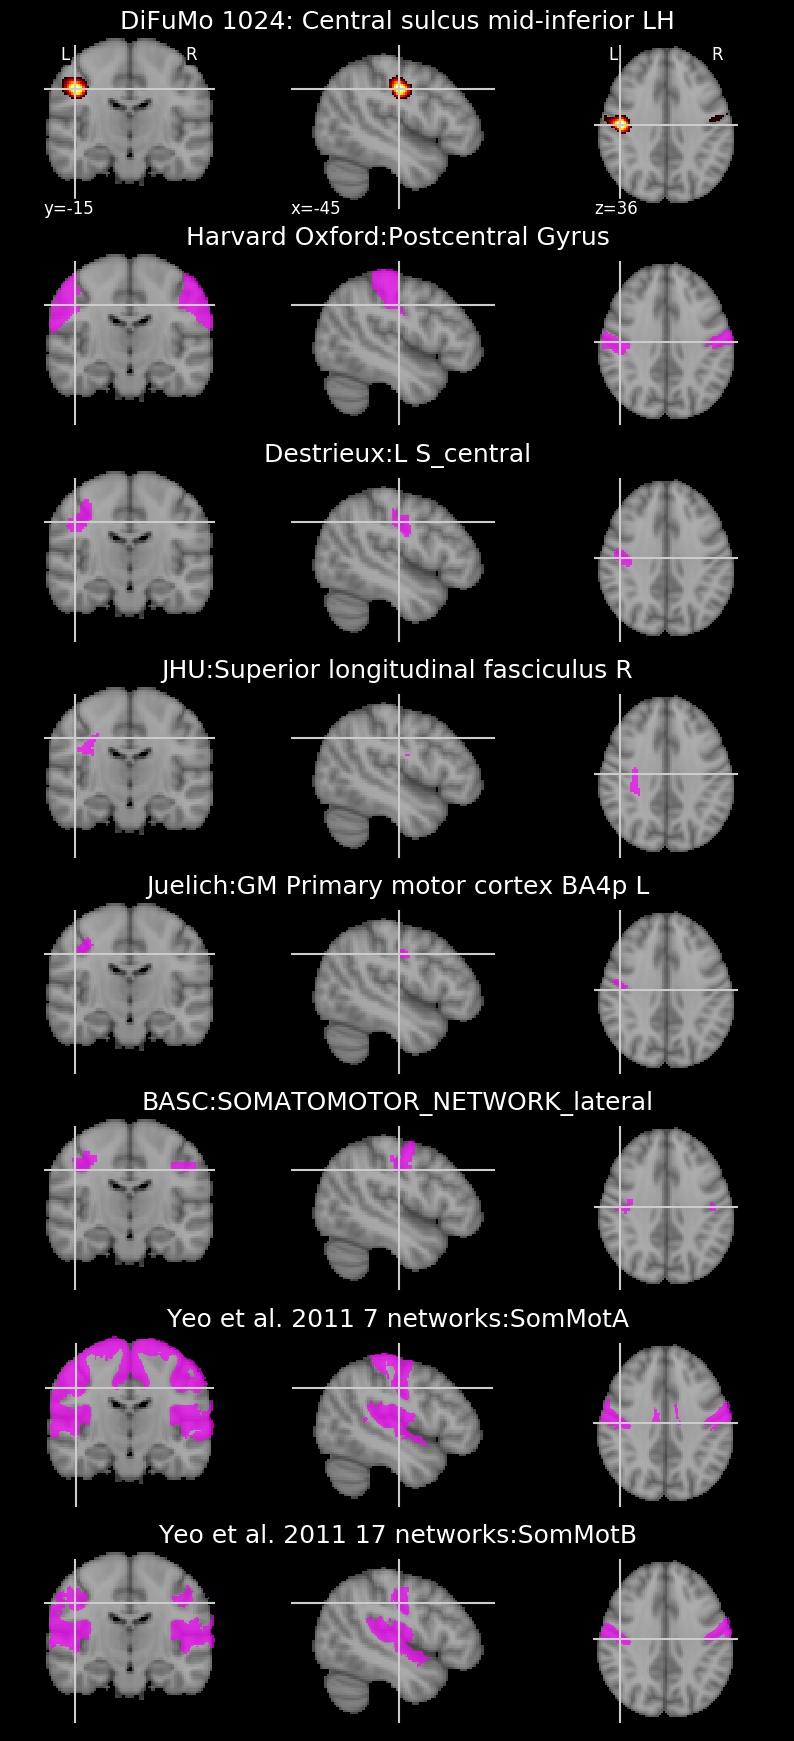 DiFuMo 1024: Central sulcus mid-inferior LH
L R L R
y=-15 x=-45 z=36
Harvard Oxford:Postcentral Gyrus
Destrieux:L S_central
JHU:Superior longitudinal fasciculus R
Juelich:GM Primary motor cortex BA4p L
BASC:SOMATOMOTOR_NETWORK_lateral
Yeo et al. 2011 7 networks:SomMotA
Yeo et al. 2011 17 networks:SomMotB